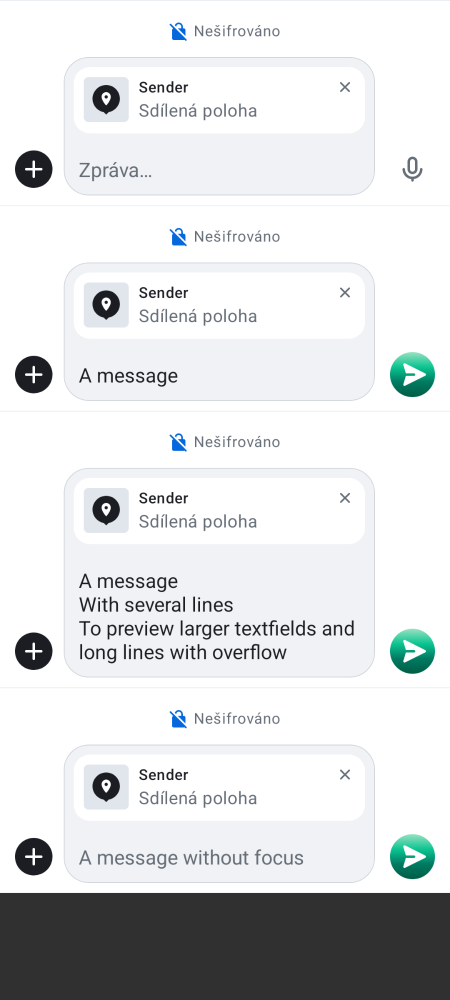 Nešifrováno
Sender
Sdílená poloha
Zpráva…
Nešifrováno
Sender
Sdílená poloha
A message
Nešifrováno
Sender
Sdílená poloha
A message
With several lines
To preview larger textfields and
long lines with overflow
Nešifrováno
Sender
Sdílená poloha
A message without focus